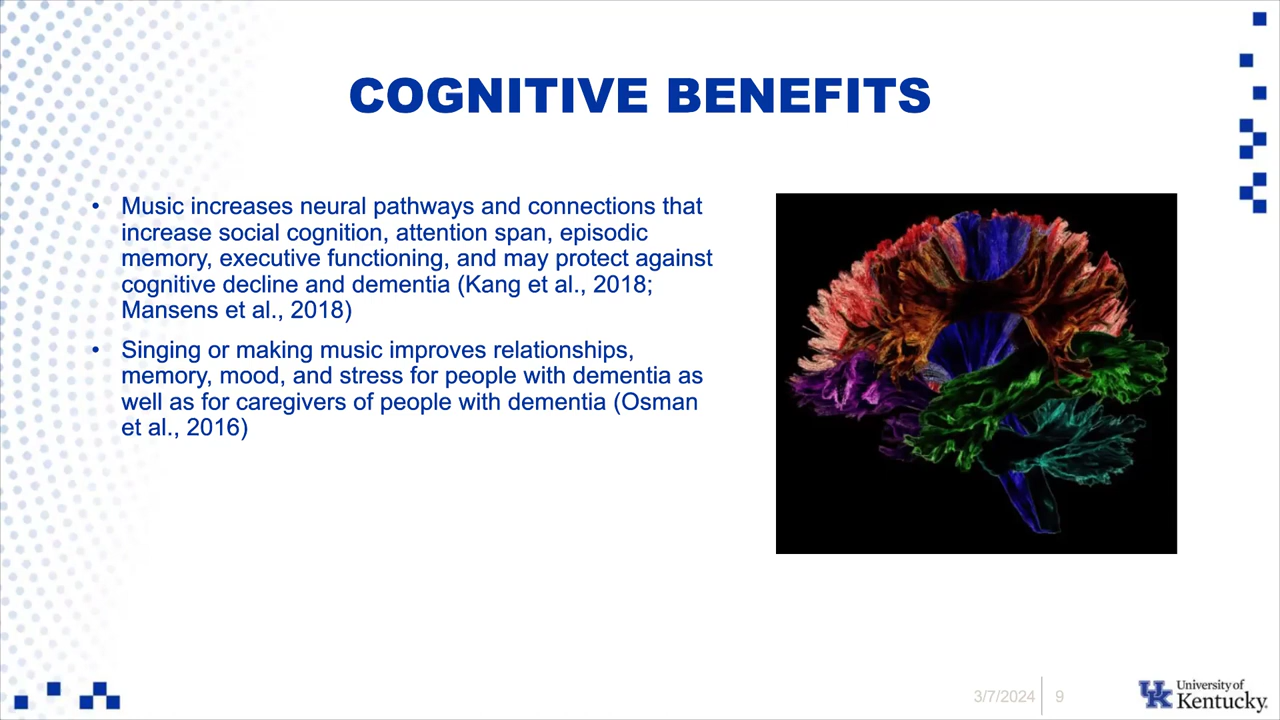 COGNITIVE BENEFITS
• Music increases neural pathways and connections that
increase social cognition, attention span, episodic
memory, executive functioning, and may protect against
cognitive decline and dementia (Kang et al., 2018;
Mansens et al., 2018)
• Singing or making music improves relationships,
memory, mood, and stress for people with dementia as
well as for caregivers of people with dementia (Osman
et al., 2016)
3/7/2024
9
UK
University of
Kentucky.